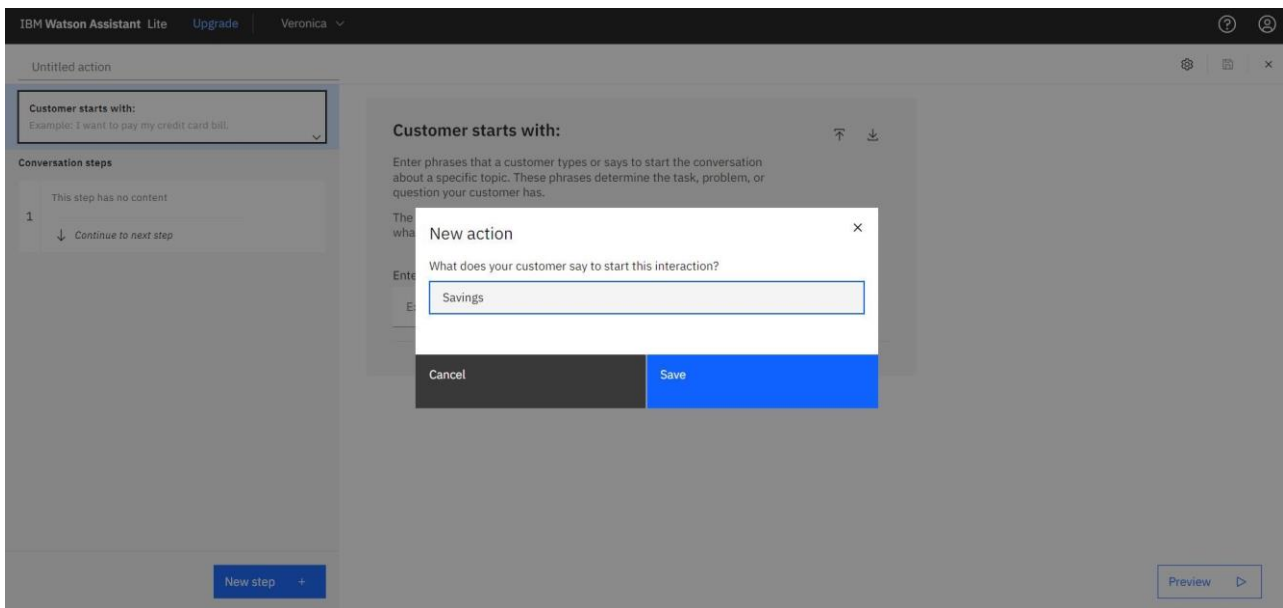 IBM Watson Assistant Lite Upgrade Veronica
Untitled action
Customer starts with:
Example: I want to pay my credit card bill.
Conversation steps
1
This step has no content
Continue to next step
New step +
Customer starts with:
Enter phrases that a customer types or says to start the conversation
about a specific topic. These phrases determine the task, problem, or
question your customer has.
The
wha
Ente
New action
What does your customer say to start this interaction?
Savings
Cancel
Save
Preview